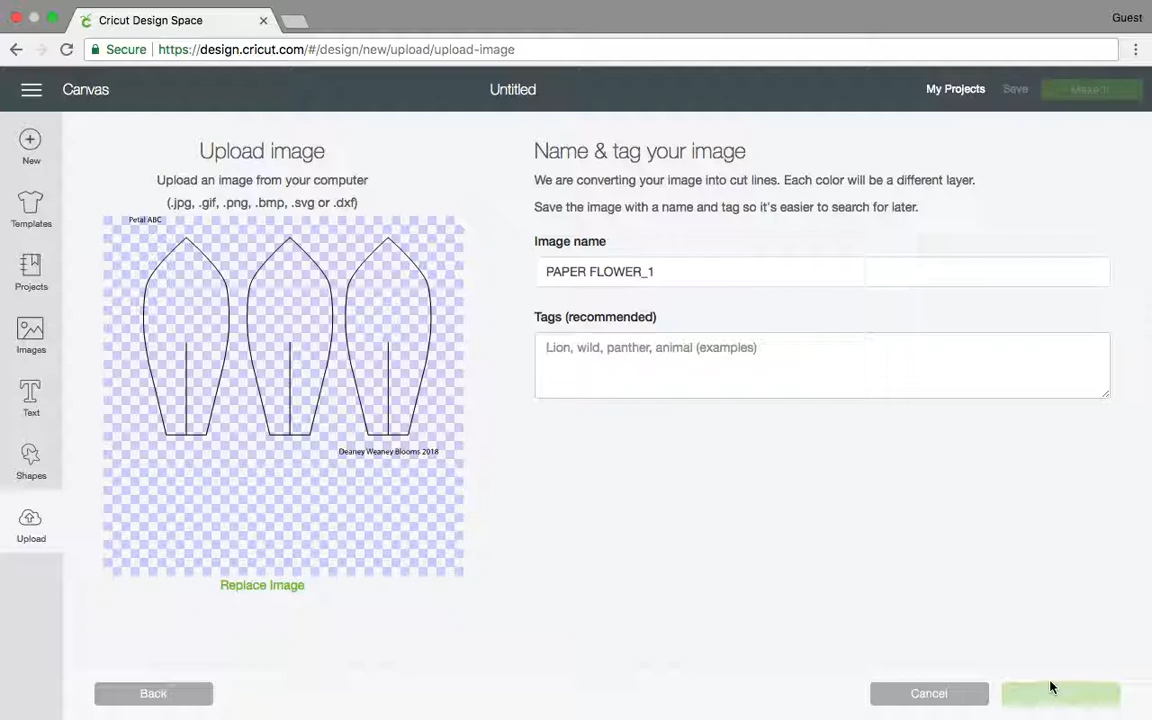 Cricut Design Space
Guest
Secure https://design.cricut.com/#/design/new/upload/upload-image
Canvas
Untitled
My Projects
Save
Make It
New
Templates
Projects
Images
Text
Shapes
Upload
Upload image
Upload an image from your computer
(.jpg, .gif, .png, .bmp, .svg or .dxf)
Petal ABC
Deaney Weaney Blooms 2018
Replace Image
Name & tag your image
We are converting your image into cut lines. Each color will be a different layer.
Save the image with a name and tag so it's easier to search for later.
Image name
PAPER FLOWER_1
Tags (recommended)
Lion, wild, panther, animal (examples)
Back
Cancel